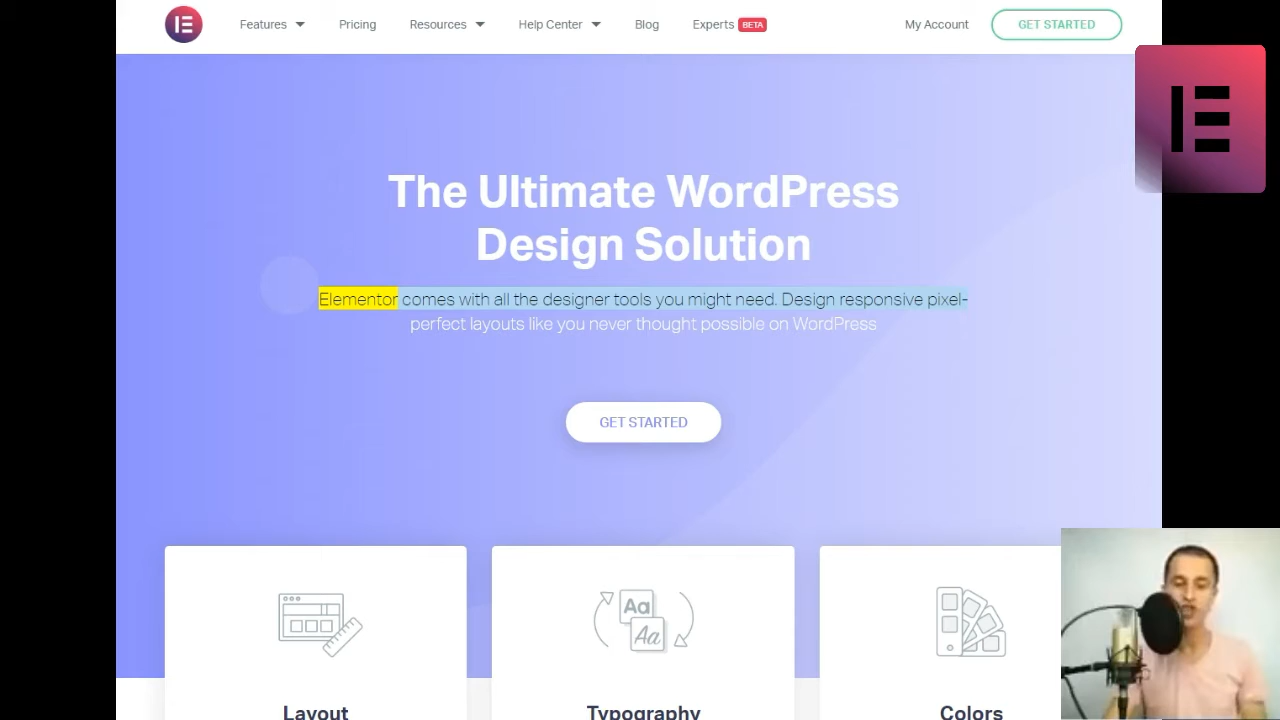 Features Pricing Resources Help Center Blog Experts BETA My Account GET STARTED
The Ultimate WordPress
Design Solution
Elementor comes with all the designer tools you might need. Design responsive pixel-
perfect layouts like you never thought possible on WordPress
GET STARTED
Aa
Aa
Layout Typography Colors